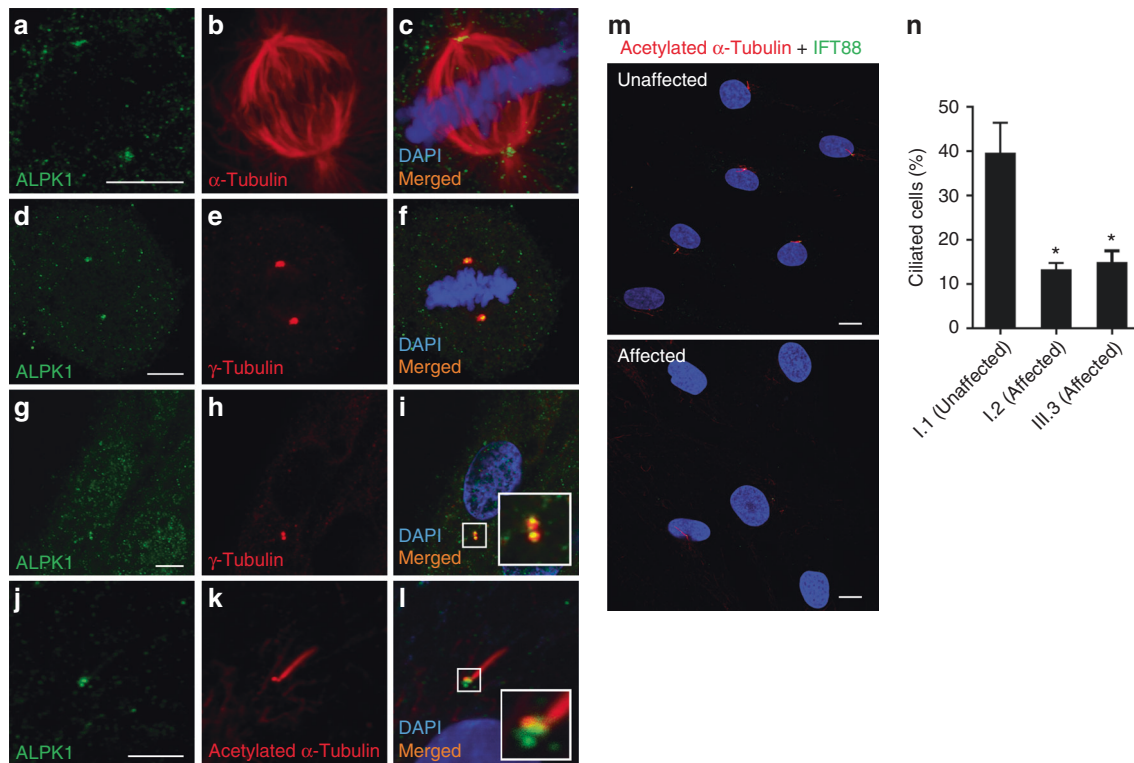 a
ALPK1
b
α-Tubulin
c
DAPI
Merged
d
ALPK1
e
γ-Tubulin
f
DAPI
Merged
g
ALPK1
h
γ-Tubulin
i
DAPI
Merged
j
ALPK1
k
Acetylated α-Tubulin
l
DAPI
Merged
m
Acetylated α-Tubulin + IFT88
Unaffected
Affected
n
Ciliated cells (%)
50
40
30
20
10
0
*
*
I.1 (Unaffected)
I.2 (Affected)
III.3 (Affected)